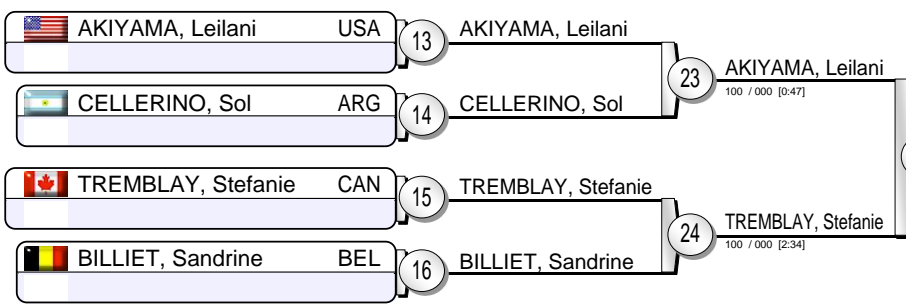 AKIYAMA, Leilani USA
13
AKIYAMA, Leilani
23
AKIYAMA, Leilani
100 / 000 [0:47]
CELLERINO, Sol ARG
14
CELLERINO, Sol
TREMBLAY, Stefanie CAN
15
TREMBLAY, Stefanie
24
TREMBLAY, Stefanie
100 / 000 [2:34]
BILLIET, Sandrine BEL
16
BILLIET, Sandrine